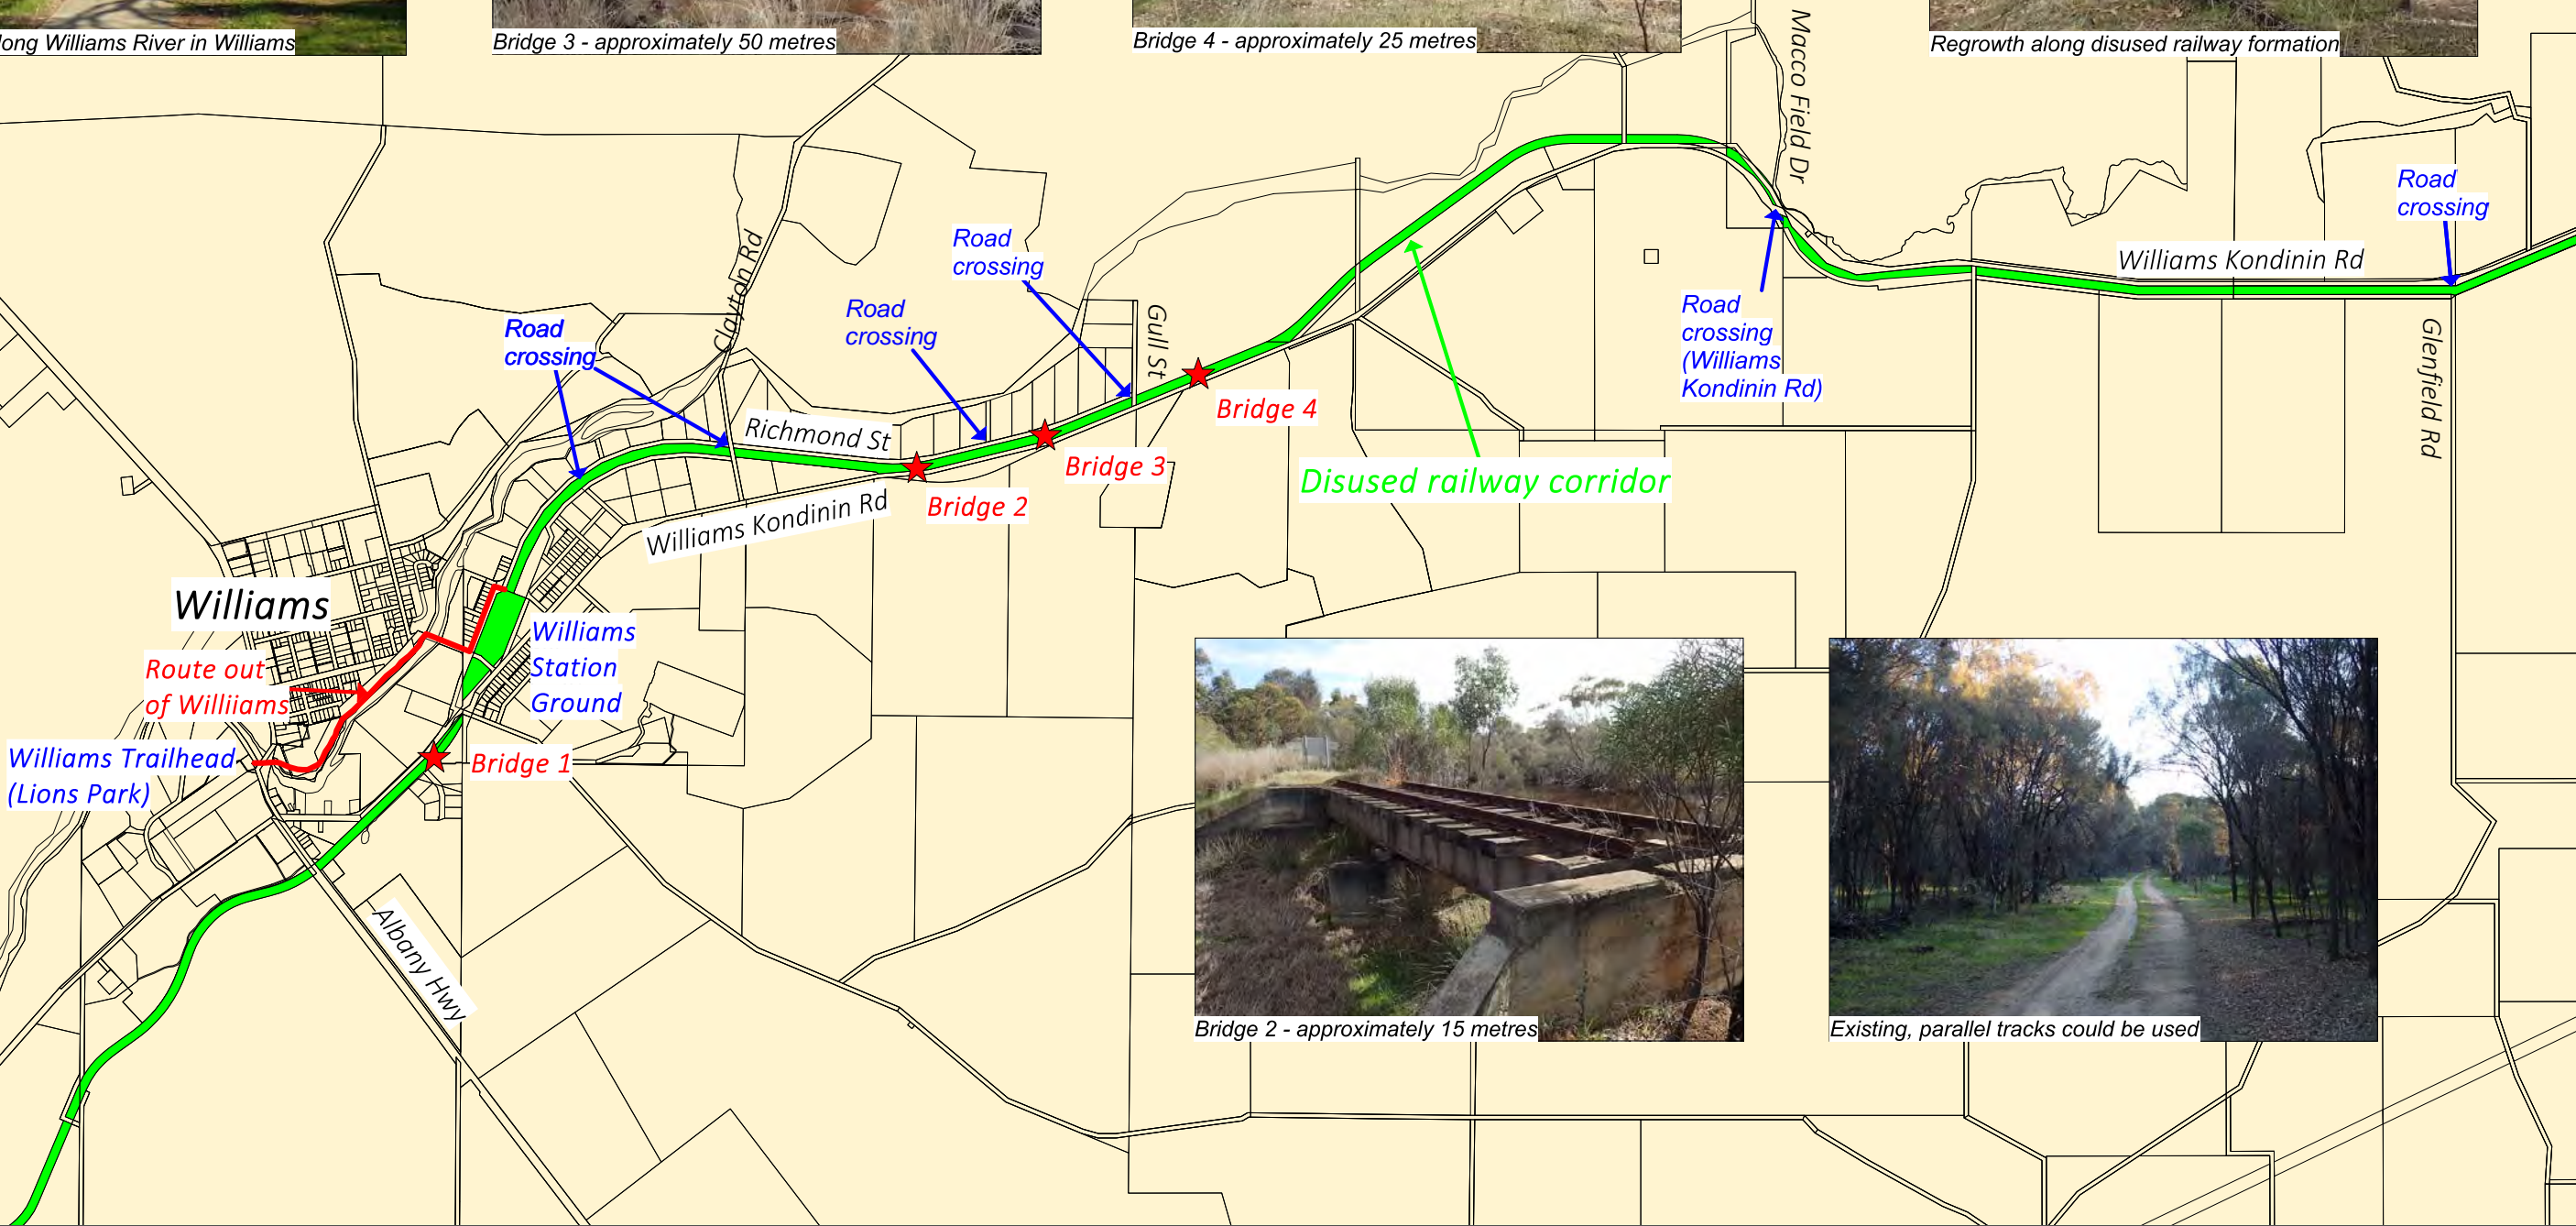 long Williams River in Williams
Bridge 3 - approximately 50 metres
Bridge 4 - approximately 25 metres
Regrowth along disused railway formation
Macco Field Dr
Road
crossing
Williams Kondinin Rd
Road
crossing
(Williams
Kondinin Rd)
Glenfield Rd
Clayton Rd
Road
crossing
Road
crossing
Road
crossing
Gull St
Richmond St
Bridge 4
Bridge 3
Bridge 2
Williams Kondinin Rd
Disused railway corridor
Williams
Williams
Station
Ground
Route out
of Williiams
Williams Trailhead
(Lions Park)
Bridge 1
Albany Hwy
Bridge 2 - approximately 15 metres
Existing, parallel tracks could be used